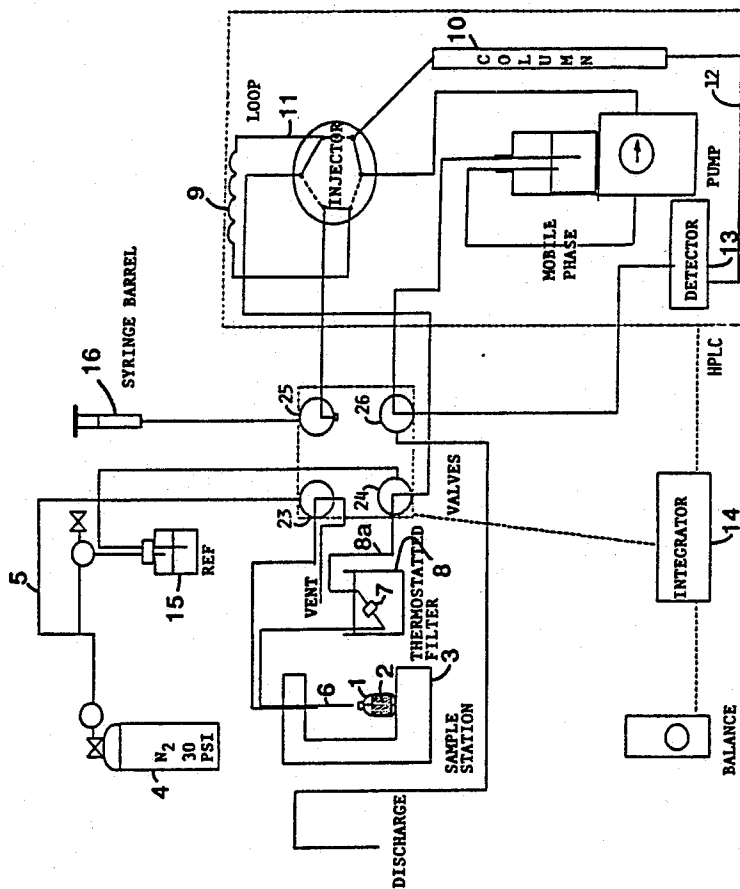 5
N₂
30
PSI
4
15
REF
16
SYRINGE BARREL
9
LOOP
11
INJECTOR
10
COLUMN
MOBILE
PHASE
PUMP
12
DETECTOR
13
HPLC
23
25
24
26
VALVES
VENT
8a
7
8
THERMOSTATTED
FILTER
6
1
2
3
SAMPLE
STATION
DISCHARGE
INTEGRATOR
14
BALANCE